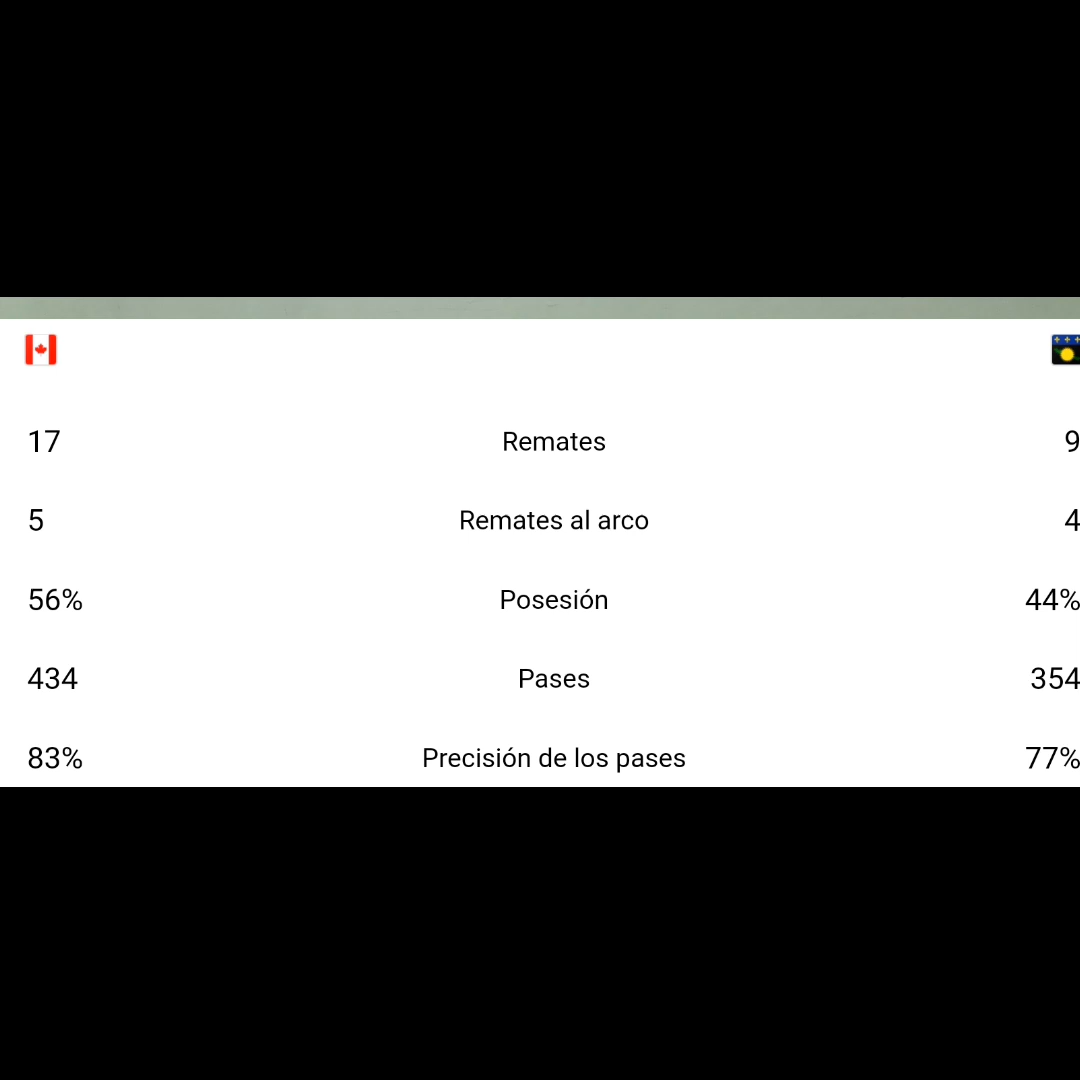 17 Remates 9
5 Remates al arco 4
56% Posesión 44%
434 Pases 354
83% Precisión de los pases 77%